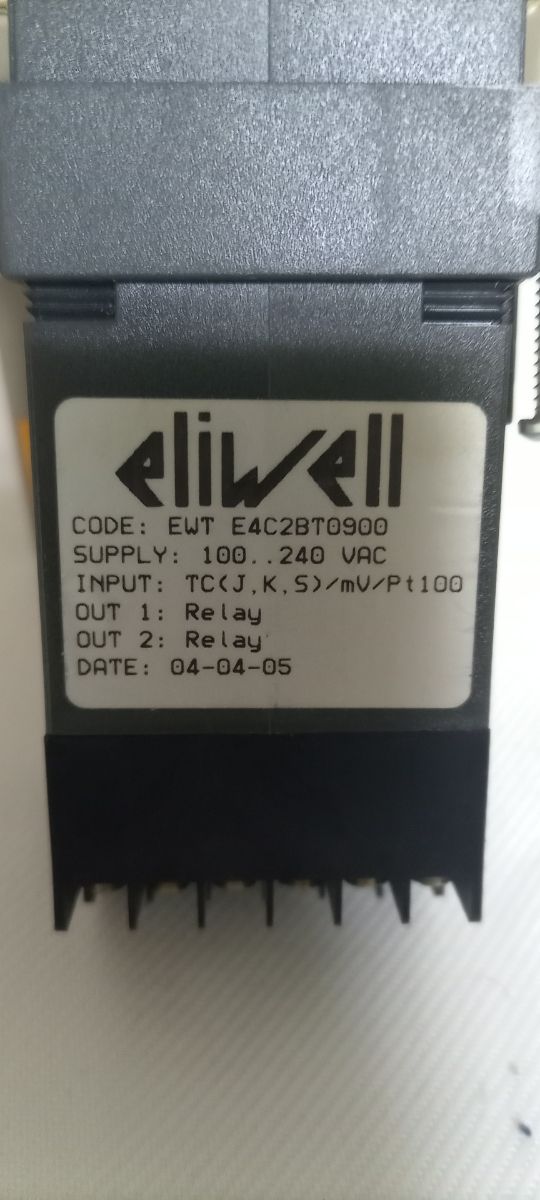 eliwell
CODE: EWT E4C2BT0900
SUPPLY: 100..240 VAC
INPUT: TC(J,K,S)/mV/Pt100
OUT 1: Relay
OUT 2: Relay
DATE: 04-04-05